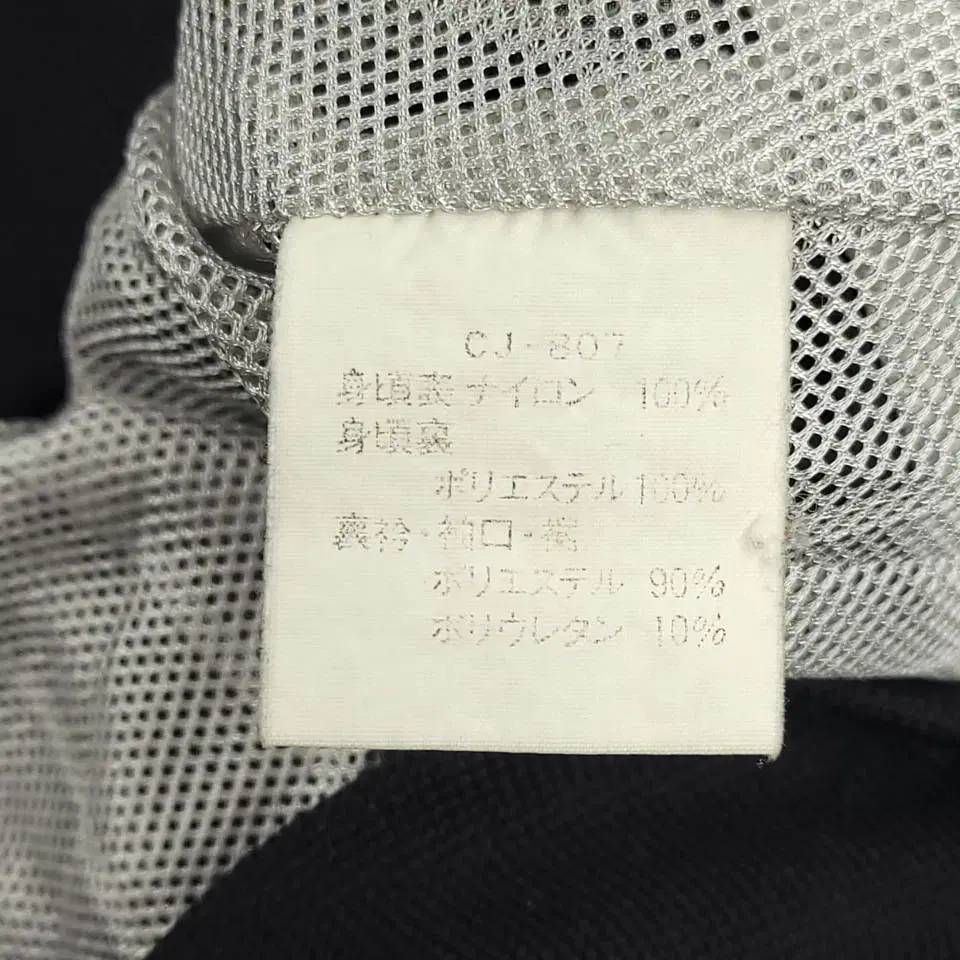 CJ-807
身頃表 ナイロン 100%
身頃裏
ポリエステル 100%
裏衿・袖口・裾
ポリエステル 90%
ポリウレタン 10%